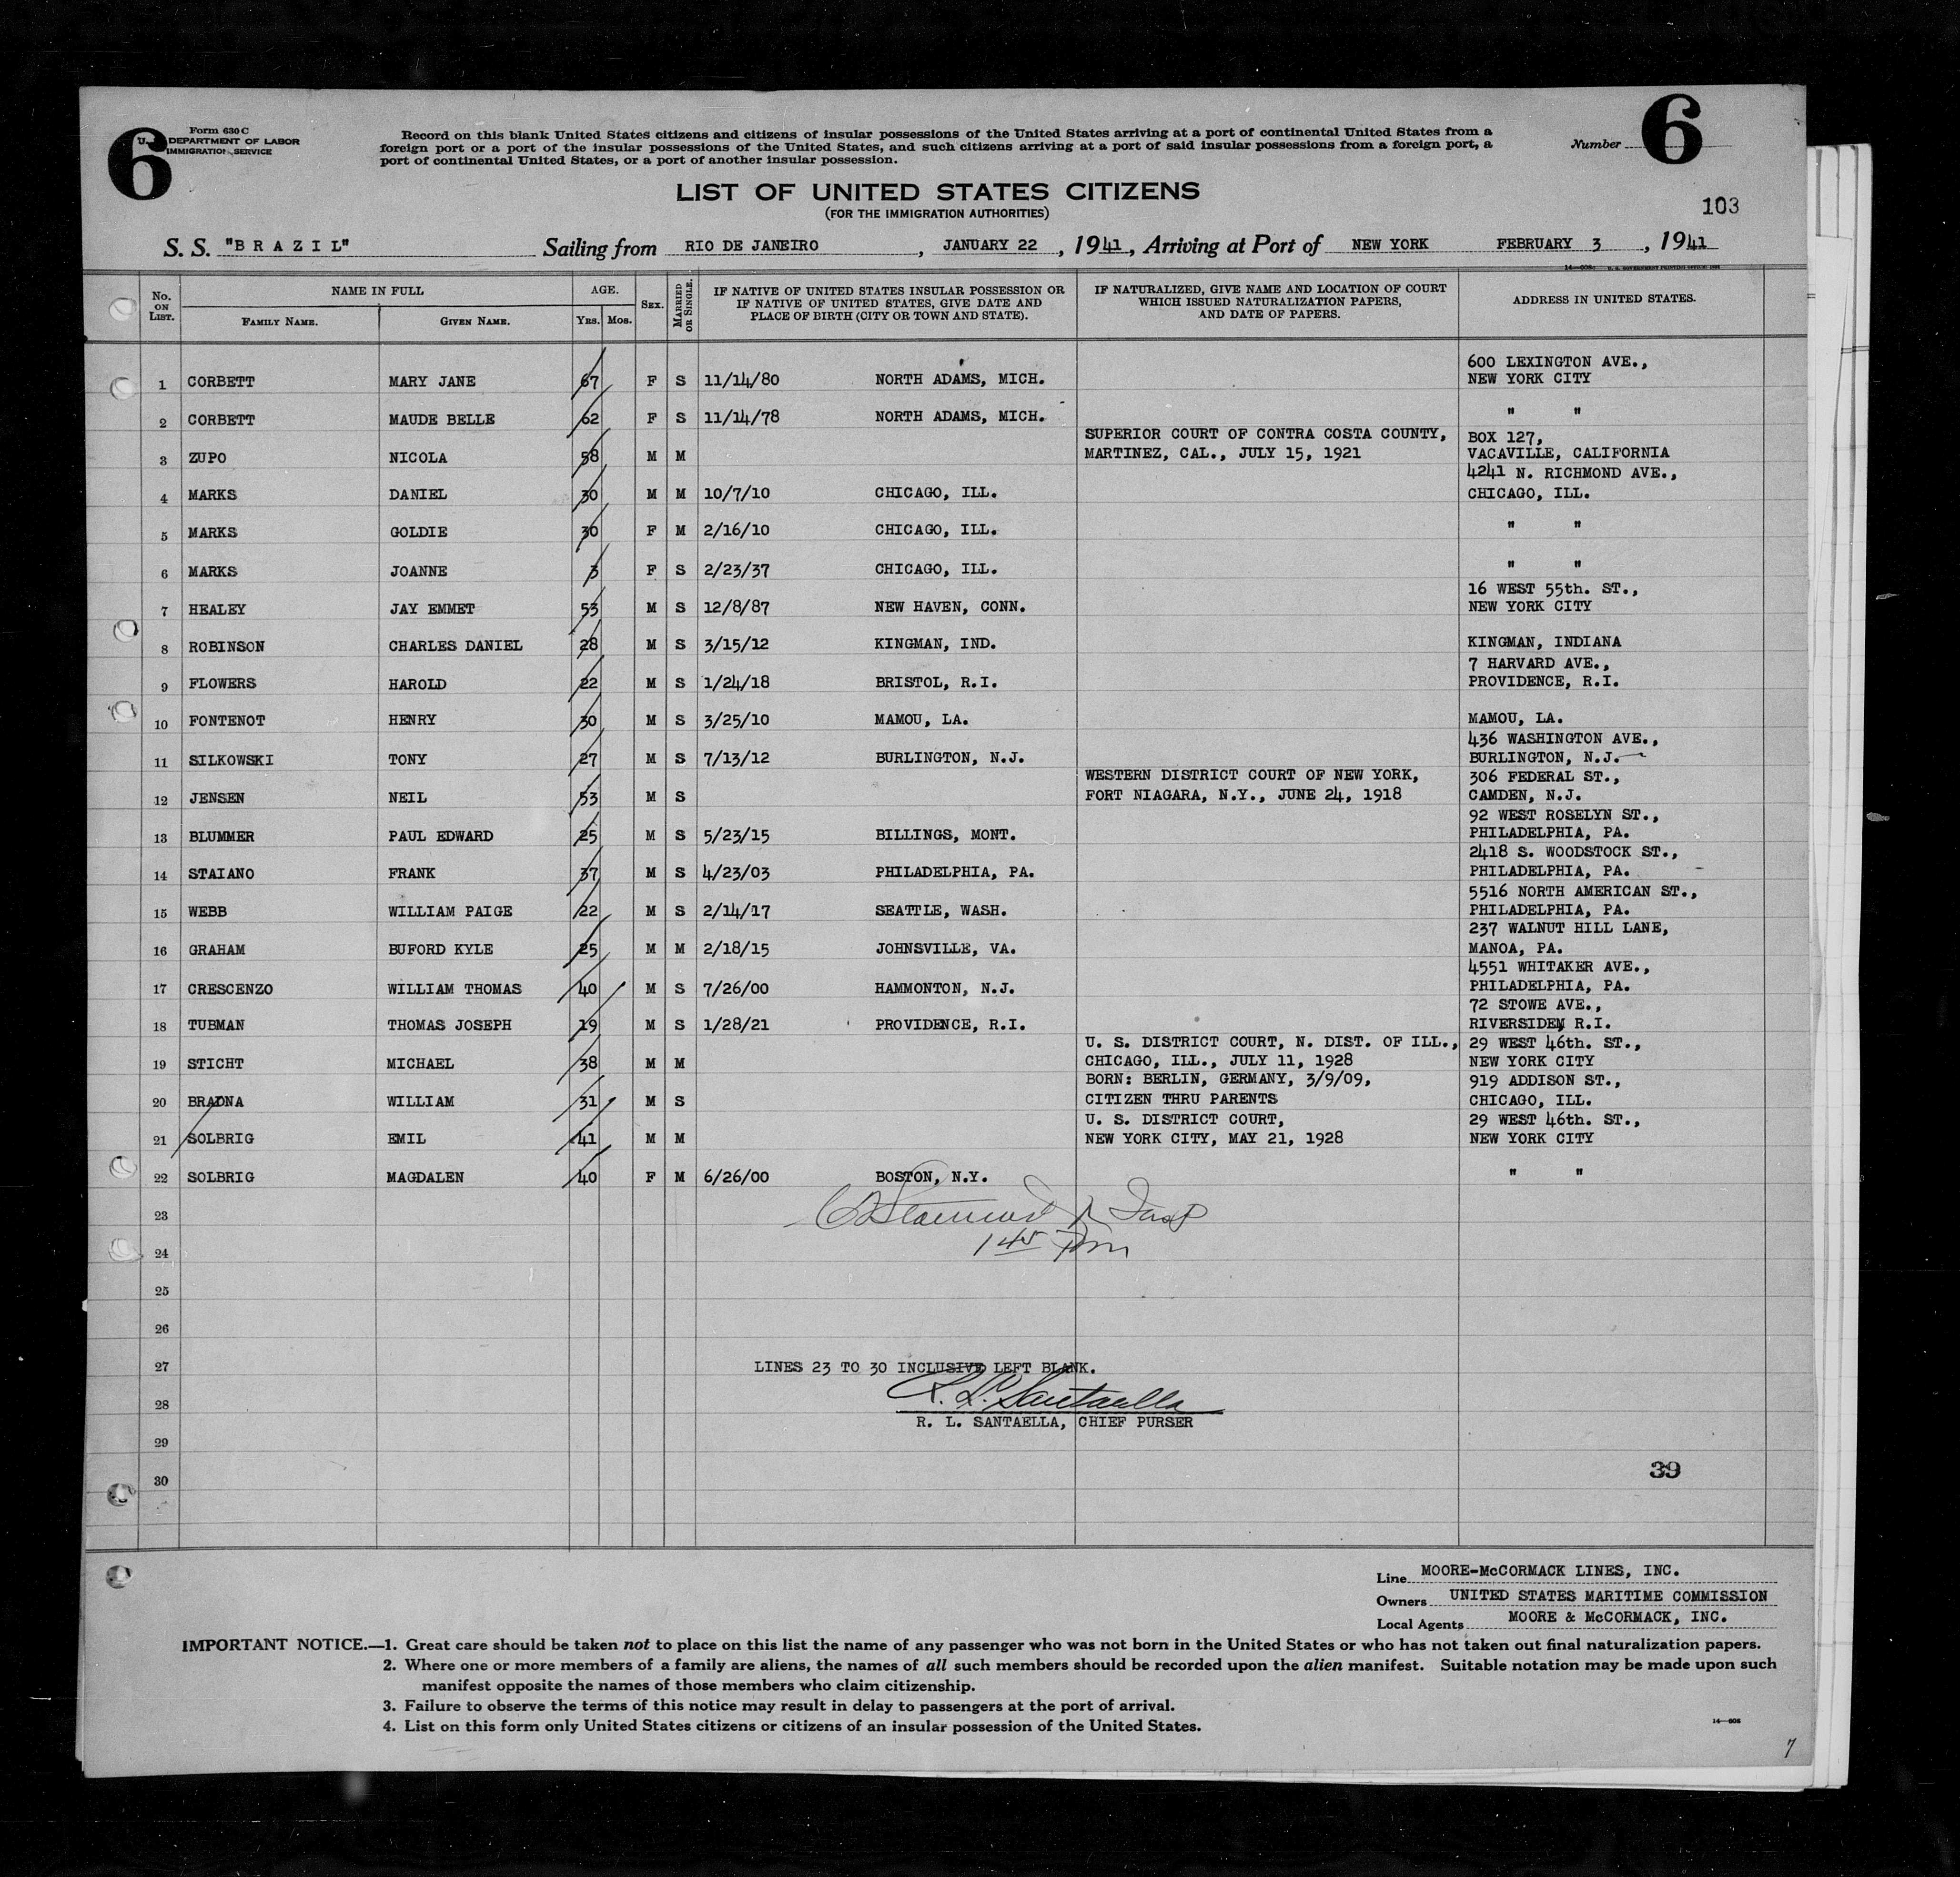 6
Form 630 C
U. S. DEPARTMENT OF LABOR
IMMIGRATION SERVICE
Record on this blank United States citizens and citizens of insular possessions of the United States arriving at a port of continental United States from a
foreign port or a port of the insular possessions of the United States, and such citizens arriving at a port of said insular possessions from a foreign port, a
port of continental United States, or a port of another insular possession.
Number 6
LIST OF UNITED STATES CITIZENS
(FOR THE IMMIGRATION AUTHORITIES)
103
S. S. "B R A Z I L" Sailing from RIO DE JANEIRO, JANUARY 22, 1941, Arriving at Port of NEW YORK FEBRUARY 3, 1941
No. ON LIST. NAME IN FULL FAMILY NAME. GIVEN NAME. AGE. YRS. MOS. SEX. MARRIED OR SINGLE. IF NATIVE OF UNITED STATES INSULAR POSSESSION OR IF NATIVE OF UNITED STATES, GIVE DATE AND PLACE OF BIRTH (CITY OR TOWN AND STATE). IF NATURALIZED, GIVE NAME AND LOCATION OF COURT WHICH ISSUED NATURALIZATION PAPERS, AND DATE OF PAPERS. ADDRESS IN UNITED STATES.
600 LEXINGTON AVE.,
1 CORBETT MARY JANE 67 F S 11/14/80 NORTH ADAMS, MICH. NEW YORK CITY
2 CORBETT MAUDE BELLE 62 F S 11/14/78 NORTH ADAMS, MICH. " "
SUPERIOR COURT OF CONTRA COSTA COUNTY, BOX 127,
3 ZUPO NICOLA 58 M M MARTINEZ, CAL., JULY 15, 1921 VACAVILLE, CALIFORNIA
4241 N. RICHMOND AVE.,
4 MARKS DANIEL 30 M M 10/7/10 CHICAGO, ILL. CHICAGO, ILL.
5 MARKS GOLDIE 30 F M 2/16/10 CHICAGO, ILL. " "
6 MARKS JOANNE 3 F S 2/23/37 CHICAGO, ILL. " "
16 WEST 55th. ST.,
7 HEALEY JAY EMMET 53 M S 12/8/87 NEW HAVEN, CONN. NEW YORK CITY
8 ROBINSON CHARLES DANIEL 28 M S 3/15/12 KINGMAN, IND. KINGMAN, INDIANA
7 HARVARD AVE.,
9 FLOWERS HAROLD 22 M S 1/24/18 BRISTOL, R.I. PROVIDENCE, R.I.
10 FONTENOT HENRY 30 M S 3/25/10 MAMOU, LA. MAMOU, LA.
436 WASHINGTON AVE.,
11 SILKOWSKI TONY 27 M S 7/13/12 BURLINGTON, N.J. BURLINGTON, N.J.
WESTERN DISTRICT COURT OF NEW YORK, 306 FEDERAL ST.,
12 JENSEN NEIL 53 M S FORT NIAGARA, N.Y., JUNE 24, 1918 CAMDEN, N.J.
92 WEST ROSELYN ST.,
13 BLUMMER PAUL EDWARD 25 M S 5/23/15 BILLINGS, MONT. PHILADELPHIA, PA.
2418 S. WOODSTOCK ST.,
14 STAIANO FRANK 37 M S 4/23/03 PHILADELPHIA, PA. PHILADELPHIA, PA.
5516 NORTH AMERICAN ST.,
15 WEBB WILLIAM PAIGE 22 M S 2/14/17 SEATTLE, WASH. PHILADELPHIA, PA.
237 WALNUT HILL LANE,
16 GRAHAM BUFORD KYLE 25 M M 2/18/15 JOHNSVILLE, VA. MANOA, PA.
4551 WHITAKER AVE.,
17 CRESCENZO WILLIAM THOMAS 40 M S 7/26/00 HAMMONTON, N.J. PHILADELPHIA, PA.
72 STOWE AVE.,
18 TUBMAN THOMAS JOSEPH 19 M S 1/28/21 PROVIDENCE, R.I. RIVERSIDE, R.I.
U. S. DISTRICT COURT, N. DIST. OF ILL., 29 WEST 46th. ST.,
19 STICHT MICHAEL 38 M M CHICAGO, ILL., JULY 11, 1928 NEW YORK CITY
BORN: BERLIN, GERMANY, 3/9/09, 919 ADDISON ST.,
20 BRADNA WILLIAM 31 M S CITIZEN THRU PARENTS CHICAGO, ILL.
U. S. DISTRICT COURT, 29 WEST 46th. ST.,
21 SOLBRIG EMIL 41 M M NEW YORK CITY, MAY 21, 1928 NEW YORK CITY
22 SOLBRIG MAGDALEN 40 F M 6/26/00 BOSTON, N.Y. " "
23
24
25
26
27 LINES 23 TO 30 INCLUSIVE LEFT BLANK.
28 R. L. Santaella
R. L. SANTAELLA, CHIEF PURSER
29
30 39
Line MOORE-McCORMACK LINES, INC.
Owners UNITED STATES MARITIME COMMISSION
Local Agents MOORE & McCORMACK, INC.
IMPORTANT NOTICE.—1. Great care should be taken not to place on this list the name of any passenger who was not born in the United States or who has not taken out final naturalization papers.
2. Where one or more members of a family are aliens, the names of all such members should be recorded upon the alien manifest. Suitable notation may be made upon such
manifest opposite the names of those members who claim citizenship.
3. Failure to observe the terms of this notice may result in delay to passengers at the port of arrival.
4. List on this form only United States citizens or citizens of an insular possession of the United States.
14—608
7